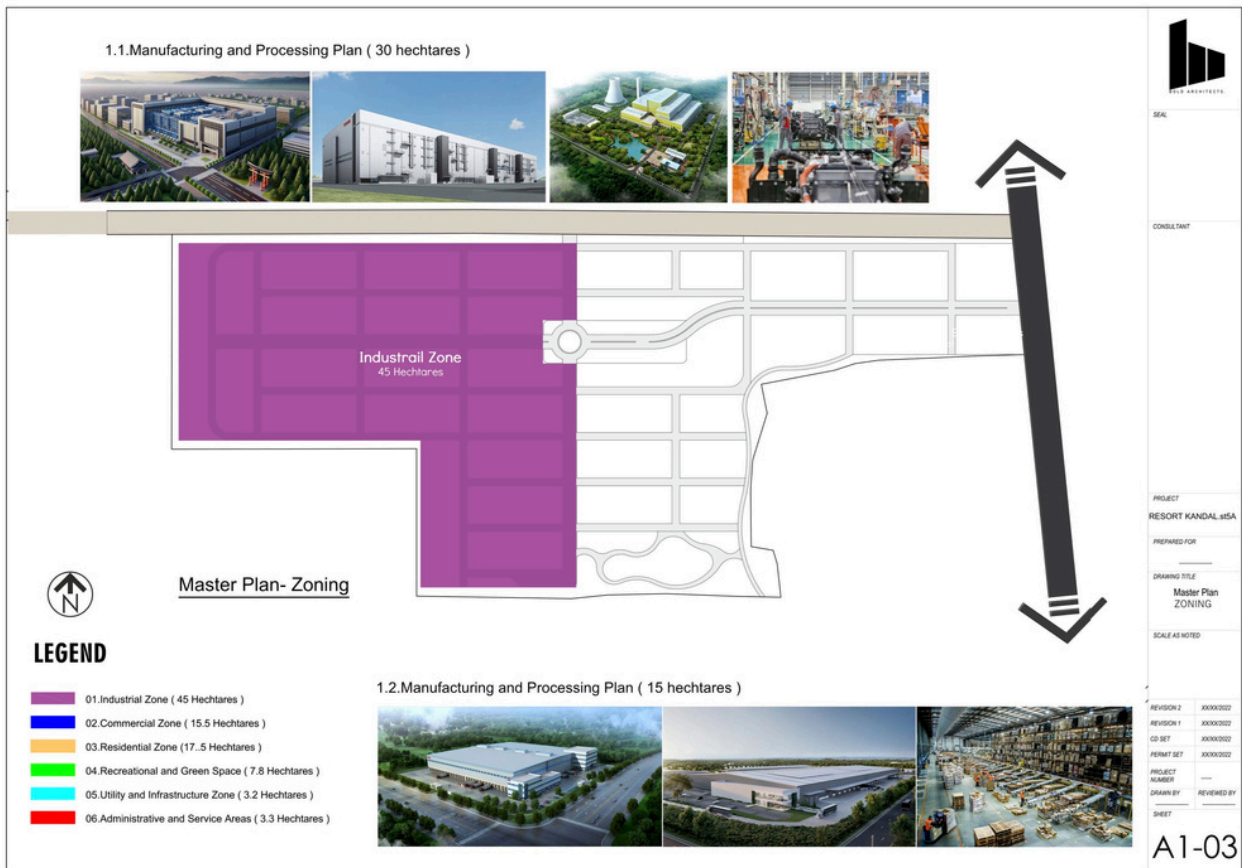 1.1.Manufacturing and Processing Plan ( 30 hechtares )
Industrail Zone
45 Hechtares
Master Plan- Zoning
N
LEGEND
01.Industrial Zone ( 45 Hechtares )
02.Commercial Zone ( 15.5 Hechtares )
03.Residential Zone (17..5 Hechtares )
04.Recreational and Green Space ( 7.8 Hechtares )
05.Utility and Infrastructure Zone ( 3.2 Hechtares )
06.Administrative and Service Areas ( 3.3 Hechtares )
1.2.Manufacturing and Processing Plan ( 15 hechtares )
ARCHITECTS.
SEAL
CONSULTANT
PROJECT
RESORT KANDAL.st5A
PREPARED FOR
DRAWING TITLE
Master Plan
ZONING
SCALE AS NOTED
REVISION 2 XX/XX/2022
REVISION 1 XX/XX/2022
CD SET XX/XX/2022
PERMIT SET XX/XX/2022
PROJECT
NUMBER
DRAWN BY REVIEWED BY
SHEET
A1-03